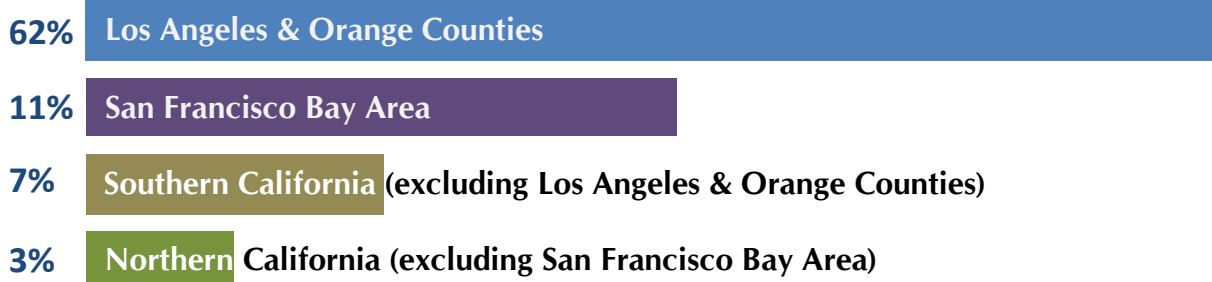 62% Los Angeles & Orange Counties
11% San Francisco Bay Area
7% Southern California (excluding Los Angeles & Orange Counties)
3% Northern California (excluding San Francisco Bay Area)